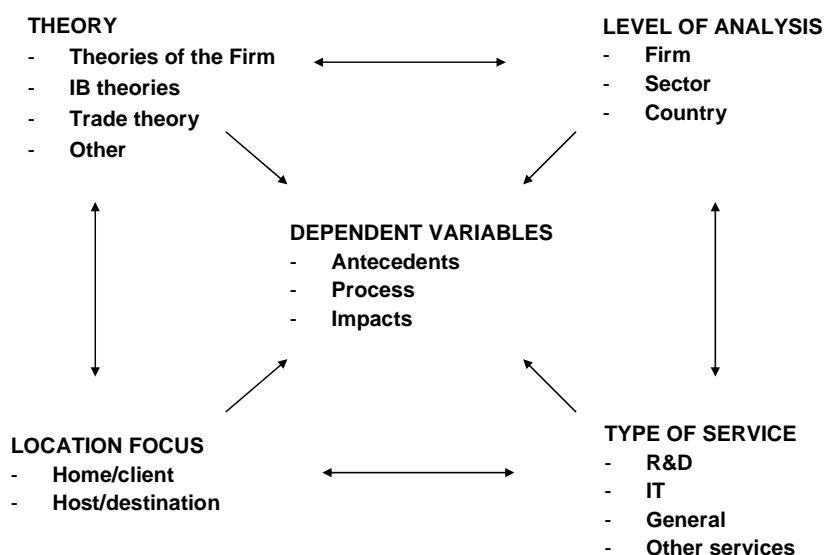 THEORY
- Theories of the Firm
- IB theories
- Trade theory
- Other
LEVEL OF ANALYSIS
- Firm
- Sector
- Country
DEPENDENT VARIABLES
- Antecedents
- Process
- Impacts
LOCATION FOCUS
- Home/client
- Host/destination
TYPE OF SERVICE
- R&D
- IT
- General
- Other services